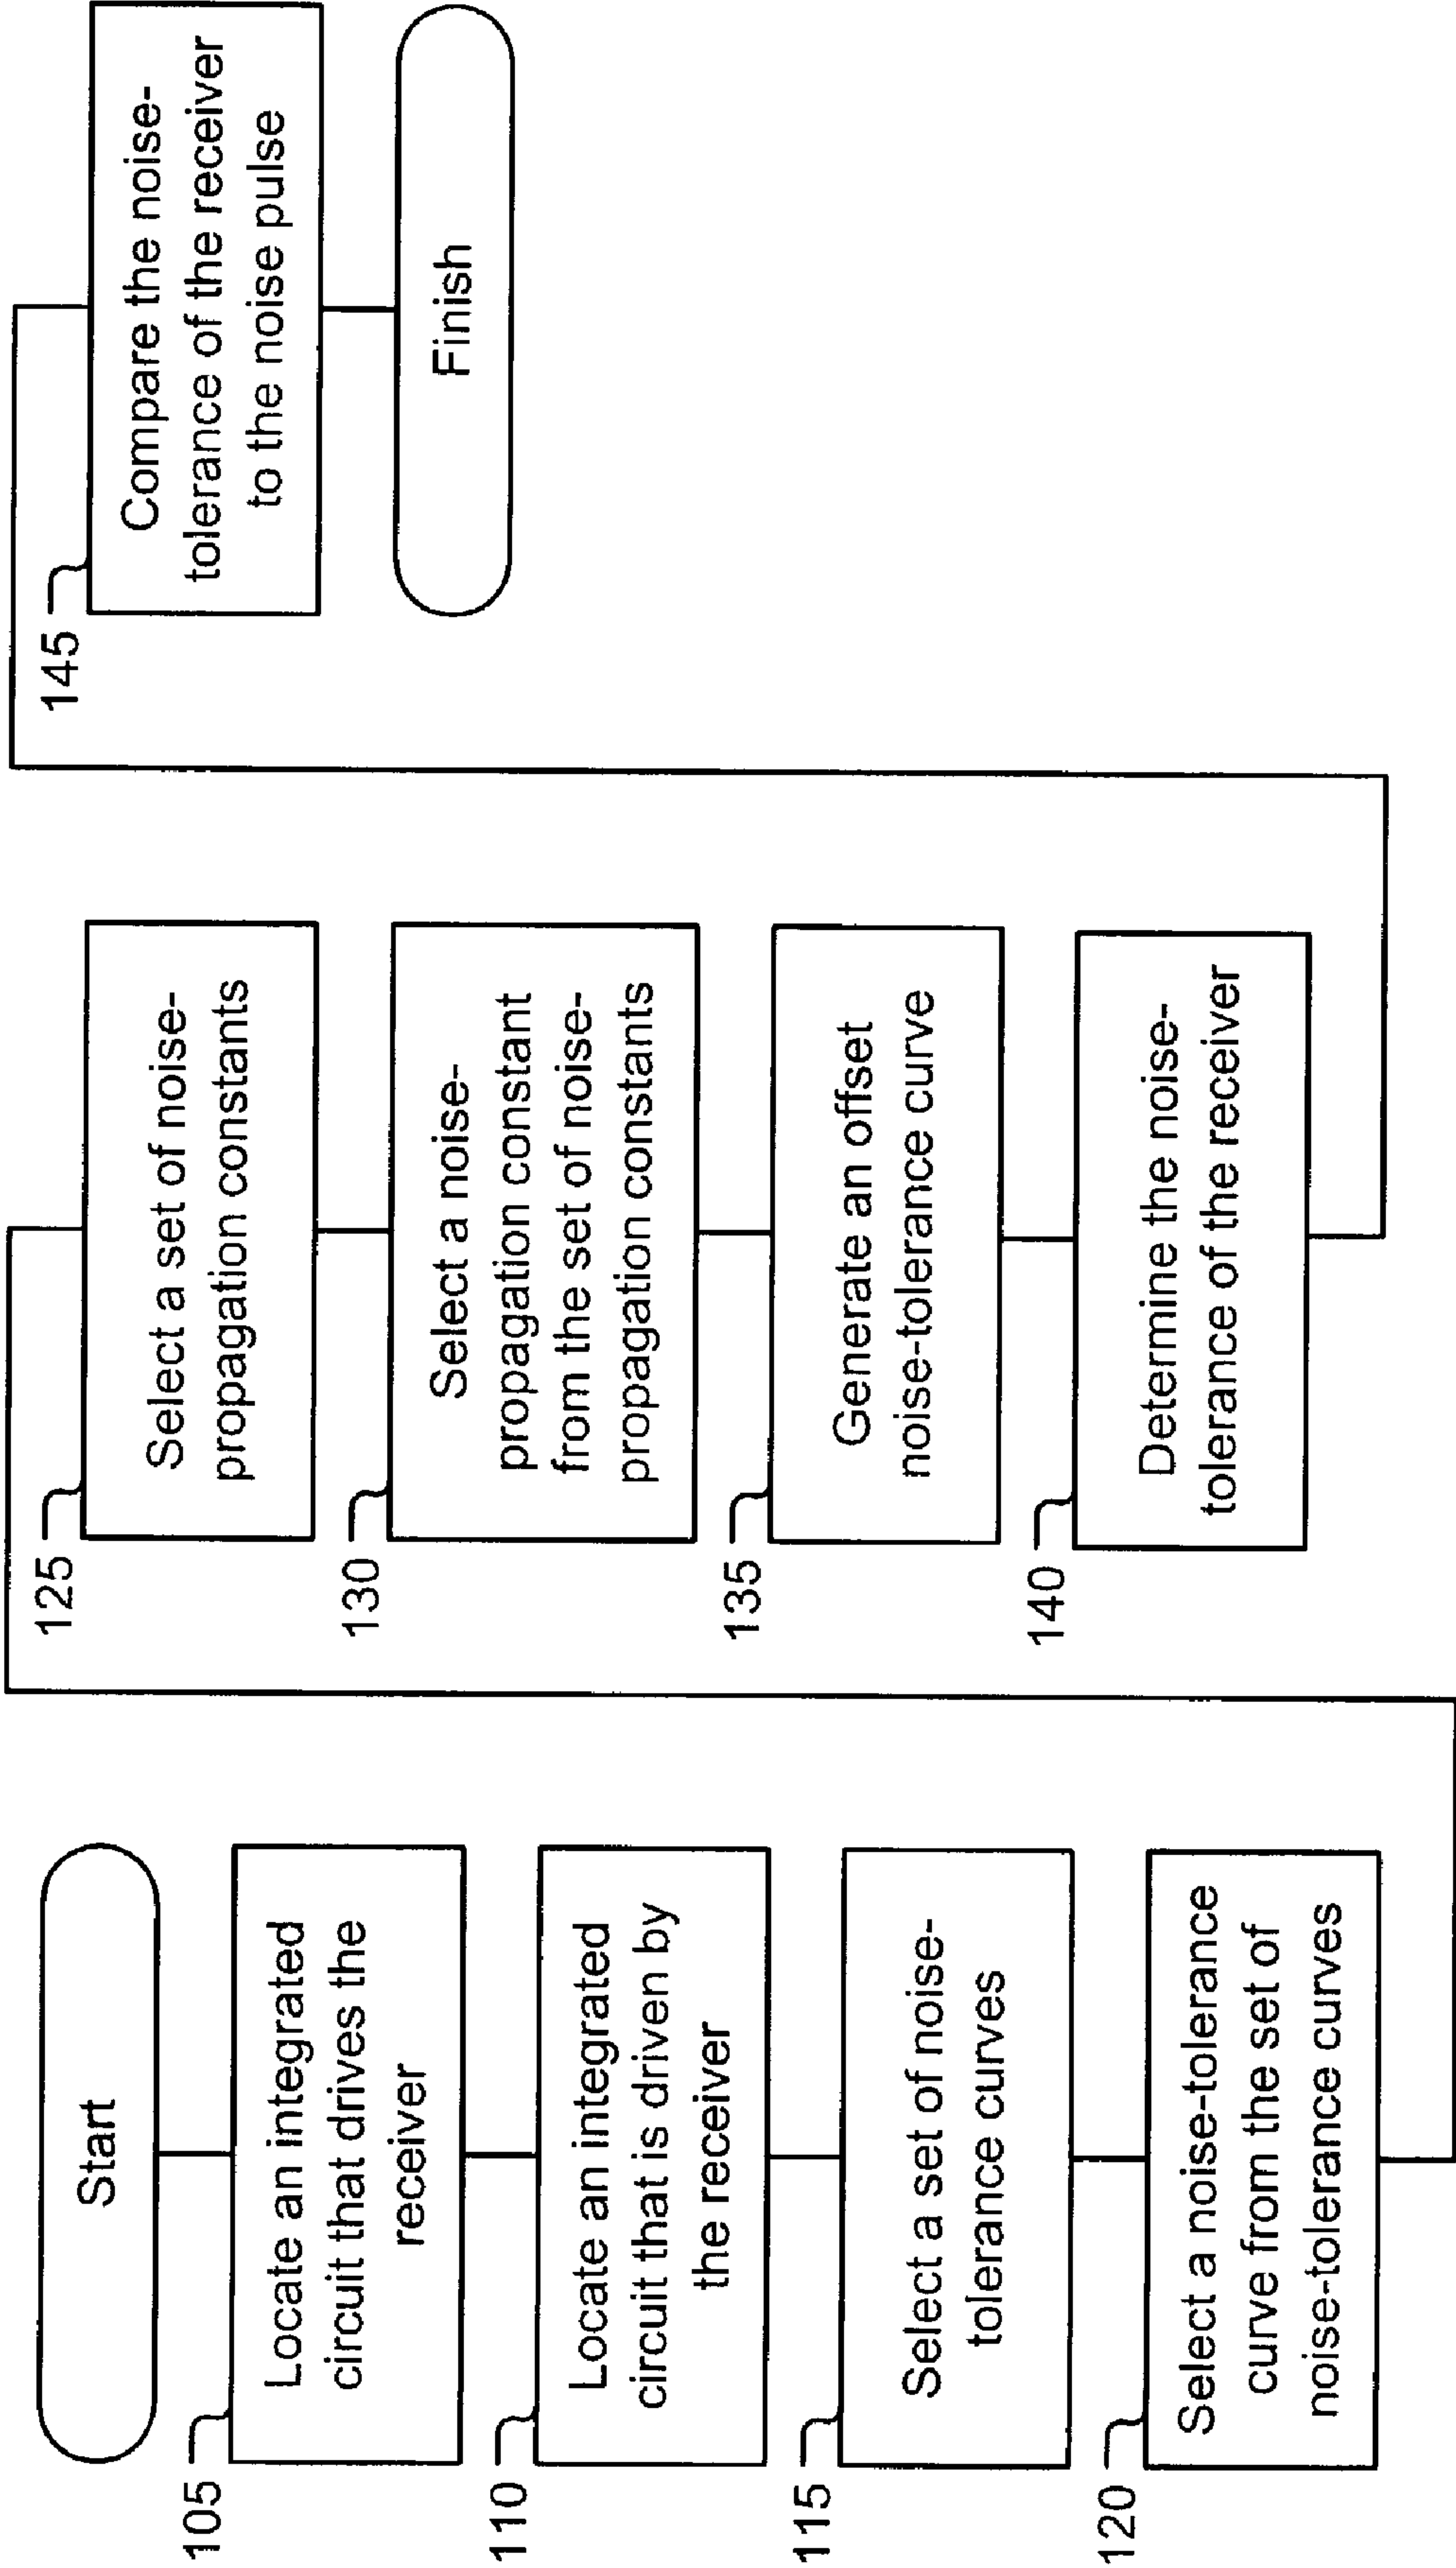 Start
105
Locate an integrated
circuit that drives the
receiver
110
Locate an integrated
circuit that is driven by
the receiver
115
Select a set of noise-
tolerance curves
120
Select a noise-tolerance
curve from the set of
noise-tolerance curves
125
Select a set of noise-
propagation constants
130
Select a noise-
propagation constant
from the set of noise-
propagation constants
135
Generate an offset
noise-tolerance curve
140
Determine the noise-
tolerance of the receiver
145
Compare the noise-
tolerance of the receiver
to the noise pulse
Finish